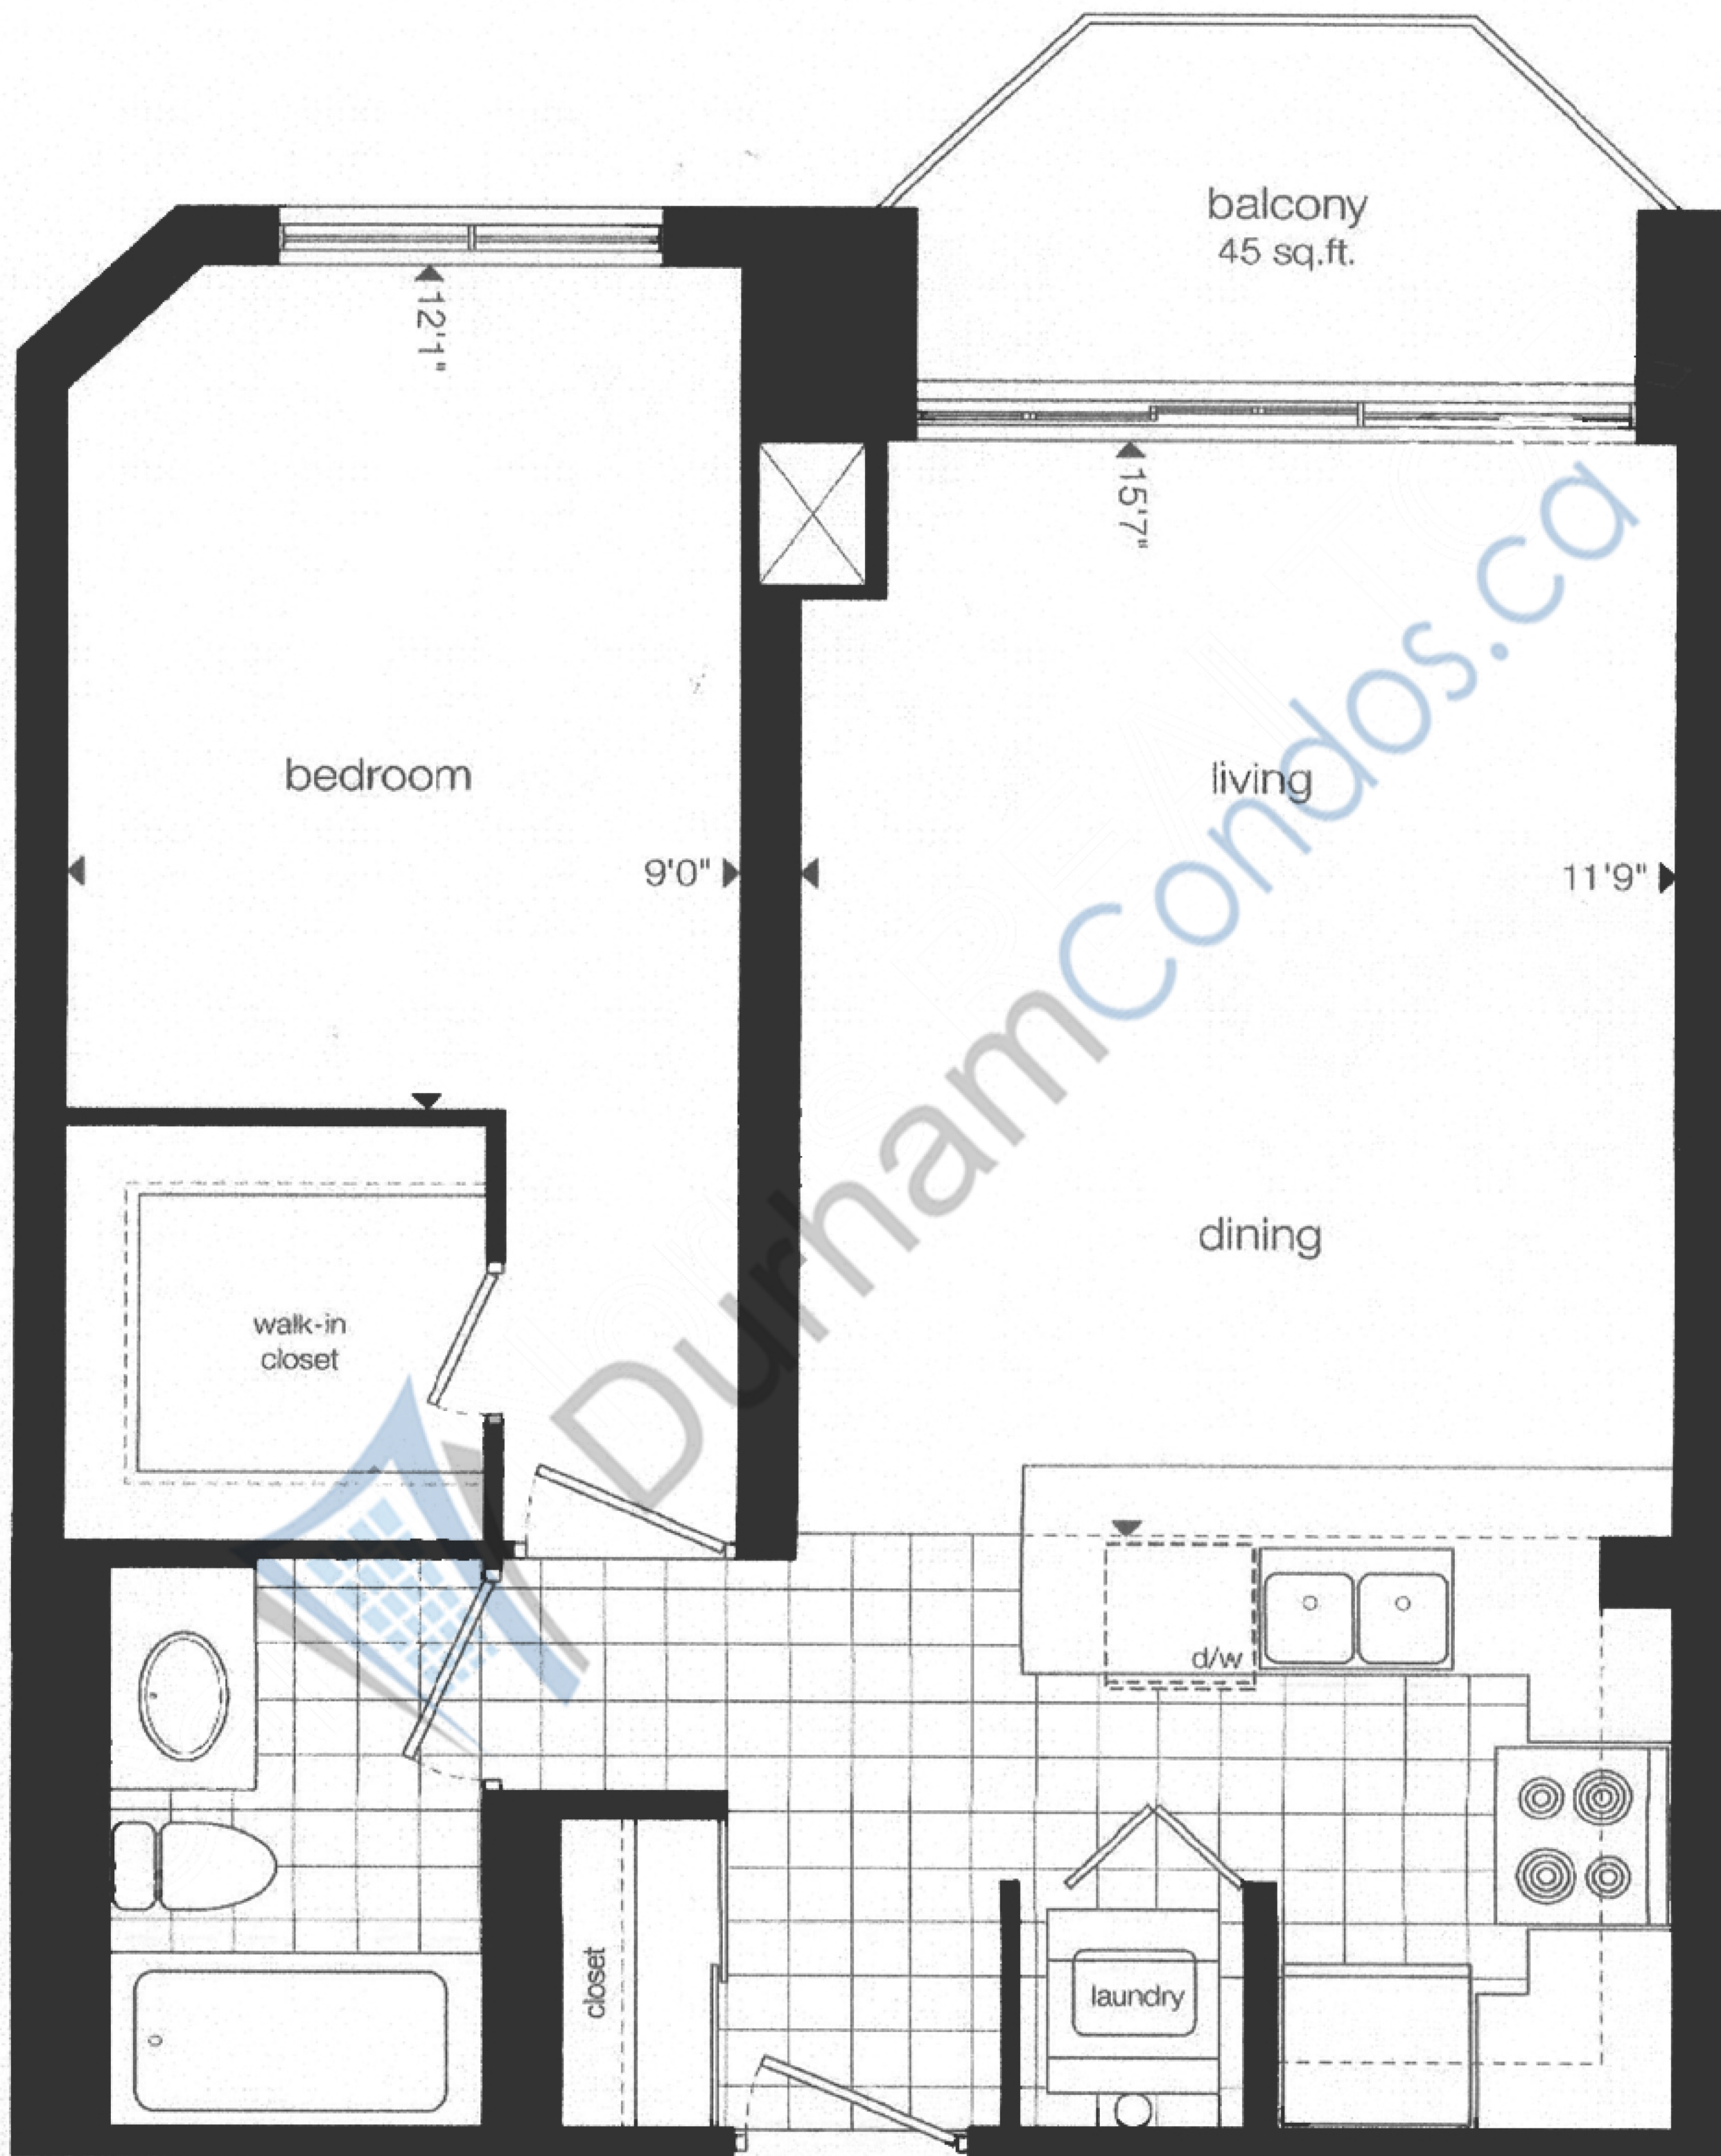 balcony
45 sq.ft.
12'1"
15'7"
bedroom
living
9'0"
11'9"
dining
walk-in
closet
d/w
closet
laundry
DurhamCondos.ca